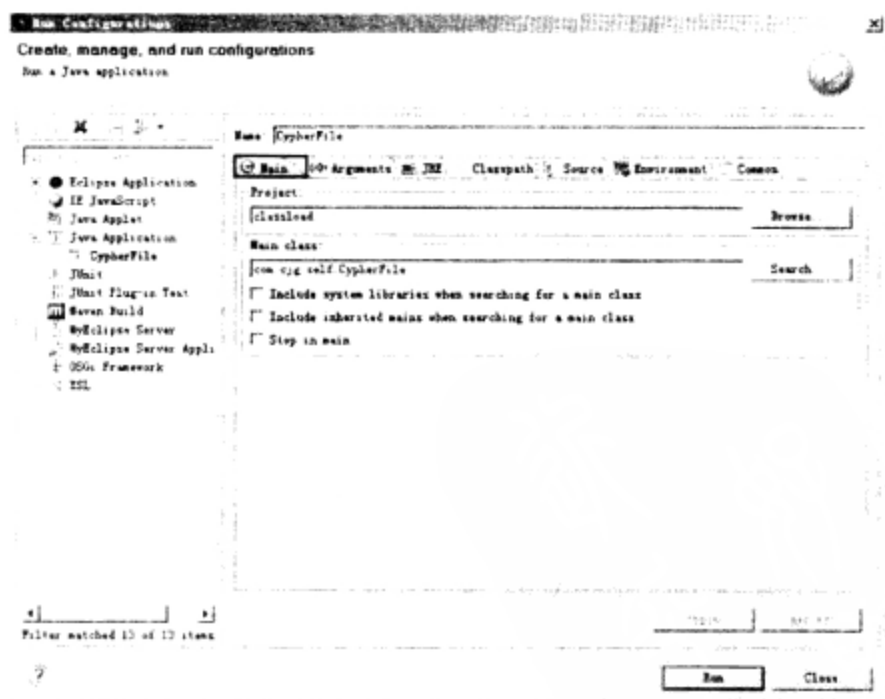 Run Configurations
Create, manage, and run configurations
Run a Java application
Name: CypherFile
Main Arguments JRE Classpath Source Environment Common
Project:
classload
Browse...
Main class:
com cjg self CypherFile
Search
Include system libraries when searching for a main class
Include inherited mains when searching for a main class
Stop in main
Eclipse Application
IE JavaScript
Java Applet
Java Application
CypherFile
JUnit
JUnit Plug-in Test
Maven Build
MyEclipse Server
MyEclipse Server Appli
OSGi Framework
XSL
Filter matched 13 of 13 items
Run
Close